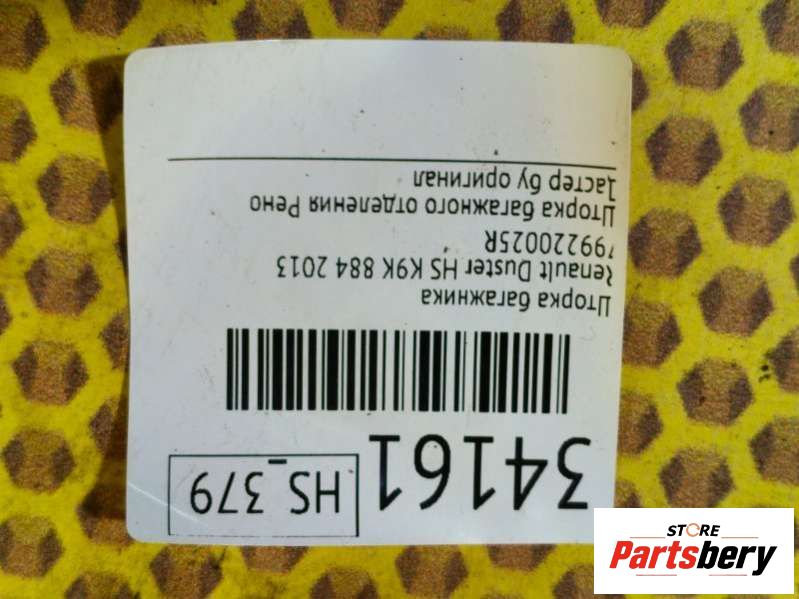 34161
HS_379
Шторка багажника
Renault Duster HS K9K 884 2013
799220025R
Шторка багажного отделения Рено
Дастер бу оригинал
STORE
Partsbery